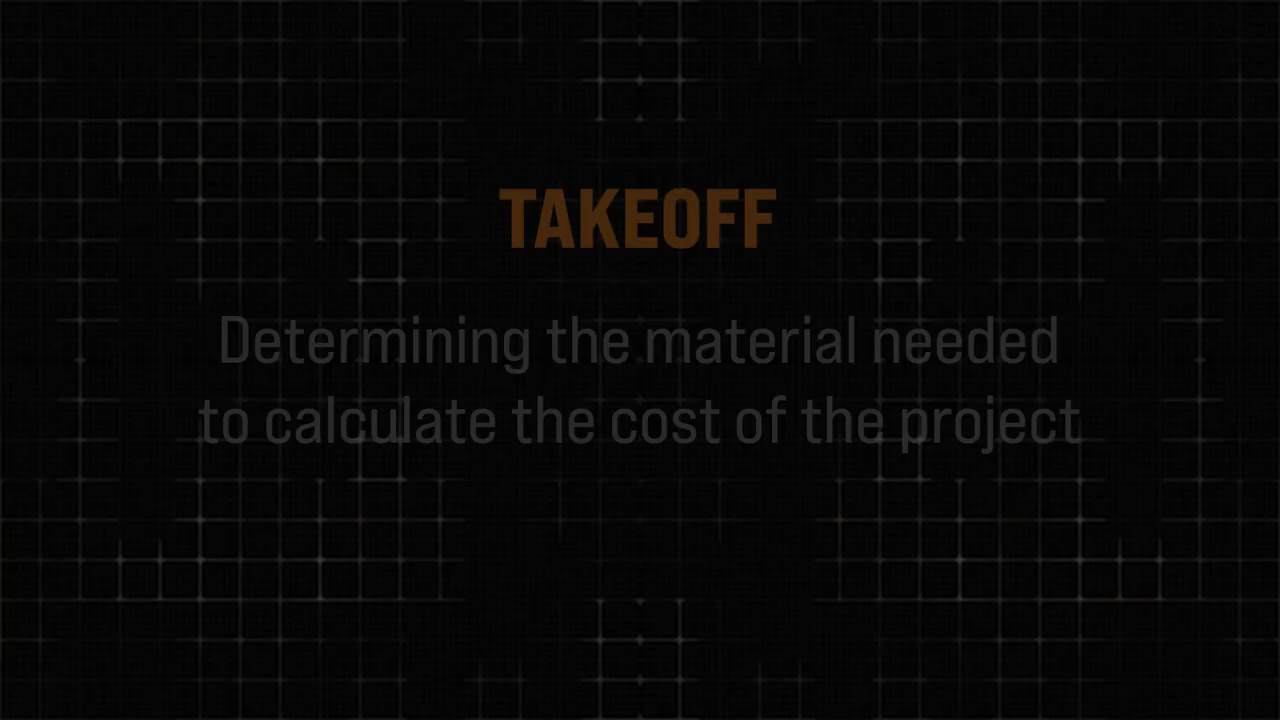 TAKEOFF
Determining the material needed
to calculate the cost of the project